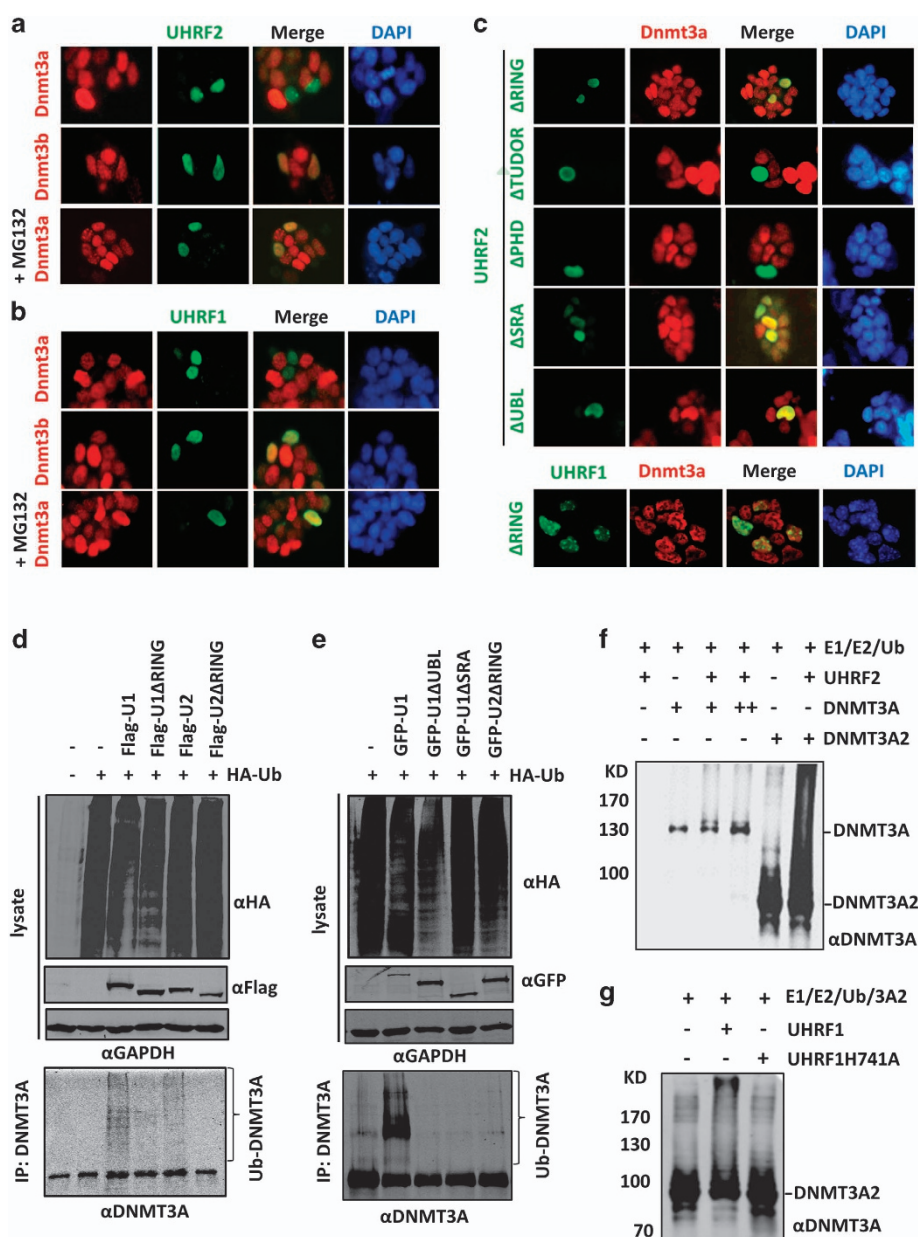 a
UHRF2 Merge DAPI
Dnmt3a
Dnmt3b
+ MG132
Dnmt3a
b
UHRF1 Merge DAPI
Dnmt3a
Dnmt3b
+ MG132
Dnmt3a
c
Dnmt3a Merge DAPI
UHRF2
ΔRING
ΔTUDOR
ΔPHD
ΔSRA
ΔUBL
UHRF1 Dnmt3a Merge DAPI
ΔRING
d
- - Flag-U1 Flag-U1ΔRING Flag-U2 Flag-U2ΔRING
- + + + + + HA-Ub
lysate
αHA
αFlag
αGAPDH
IP: DNMT3A
Ub-DNMT3A
αDNMT3A
e
- GFP-U1 GFP-U1ΔUBL GFP-U1ΔSRA GFP-U2ΔRING
+ + + + + HA-Ub
lysate
αHA
αGFP
αGAPDH
IP: DNMT3A
Ub-DNMT3A
αDNMT3A
f
+ + + + + + E1/E2/Ub
+ - + + - + UHRF2
- + + ++ - - DNMT3A
- - - - + + DNMT3A2
KD
170
130
100
DNMT3A
DNMT3A2
αDNMT3A
g
+ + + E1/E2/Ub/3A2
- + - UHRF1
- - + UHRF1H741A
KD
170
130
100
70
DNMT3A2
αDNMT3A